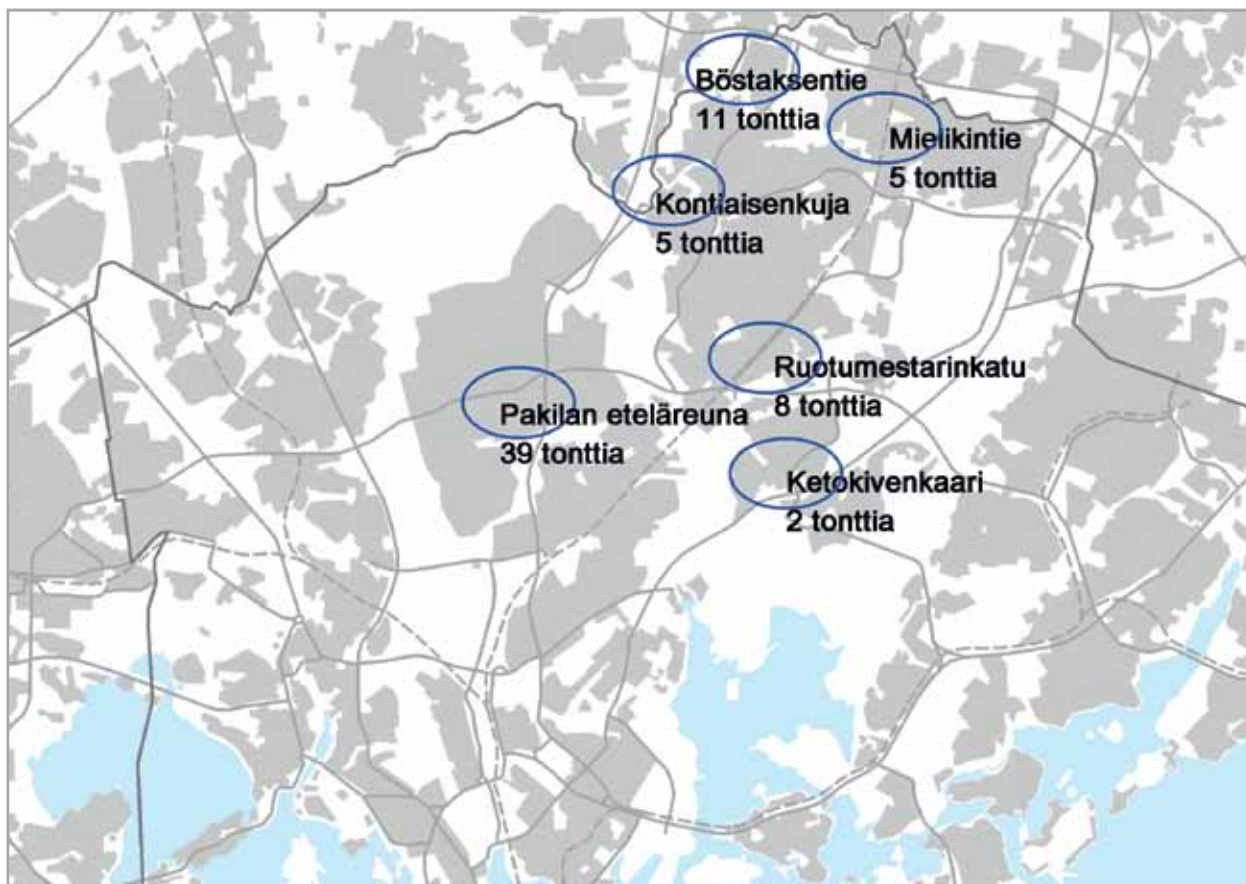 Böstaksentie
11 tonttia
Mielikintie
5 tonttia
Kontiaisenkuja
5 tonttia
Ruotumestarinkatu
8 tonttia
Pakilan eteläreuna
39 tonttia
Ketokivenkaari
2 tonttia